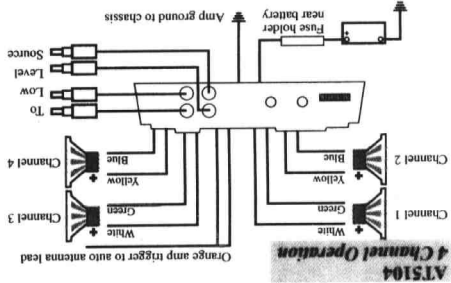 AT5104
4 Channel Operation
Orange amp trigger to auto antenna lead
Channel 1
White
Green
Channel 2
Yellow
Blue
White
Green
Channel 3
Yellow
Blue
Channel 4
To
Low
Level
Source
Fuse holder
near battery
Amp ground to chassis